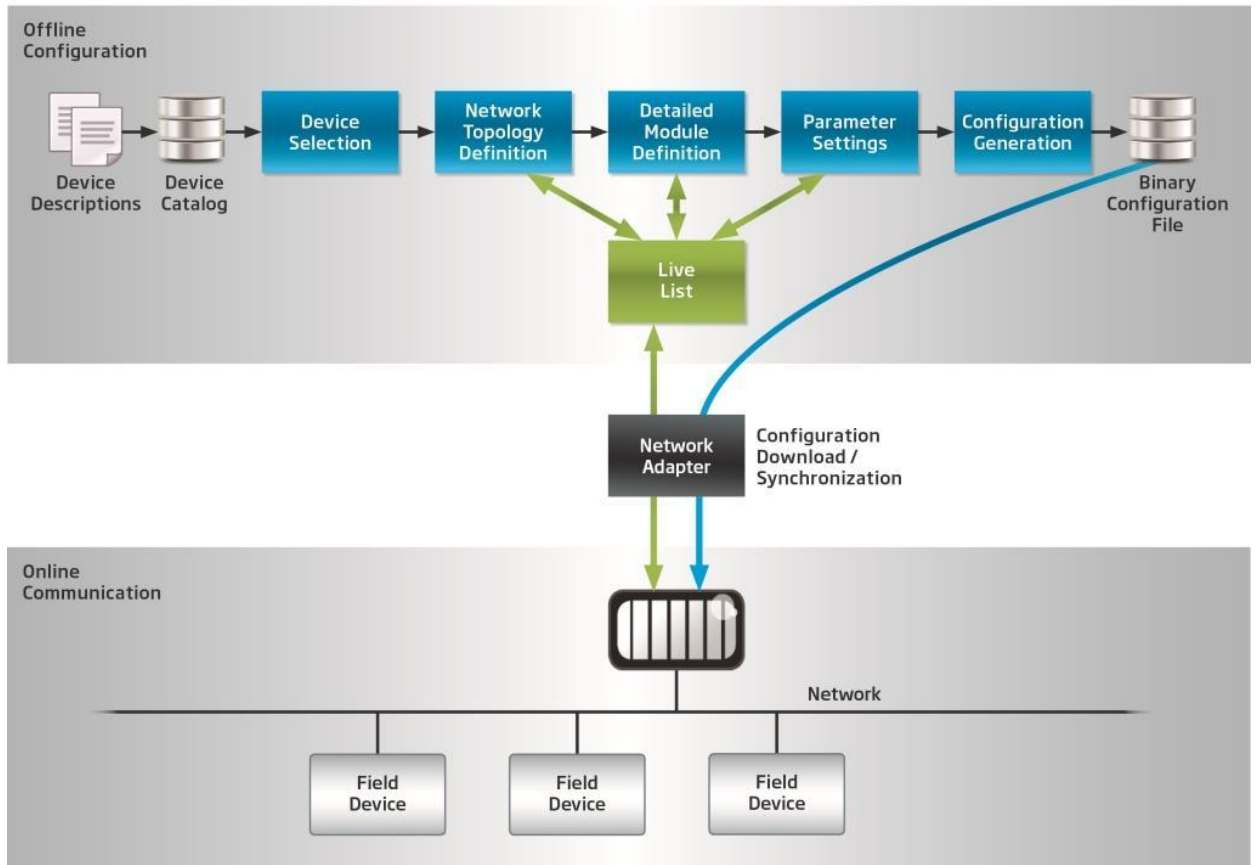 Offline
Configuration
Device
Descriptions
Device
Catalog
Device
Selection
Network
Topology
Definition
Detailed
Module
Definition
Parameter
Settings
Configuration
Generation
Binary
Configuration
File
Live
List
Network
Adapter
Configuration
Download /
Synchronization
Online
Communication
Network
Field
Device
Field
Device
Field
Device